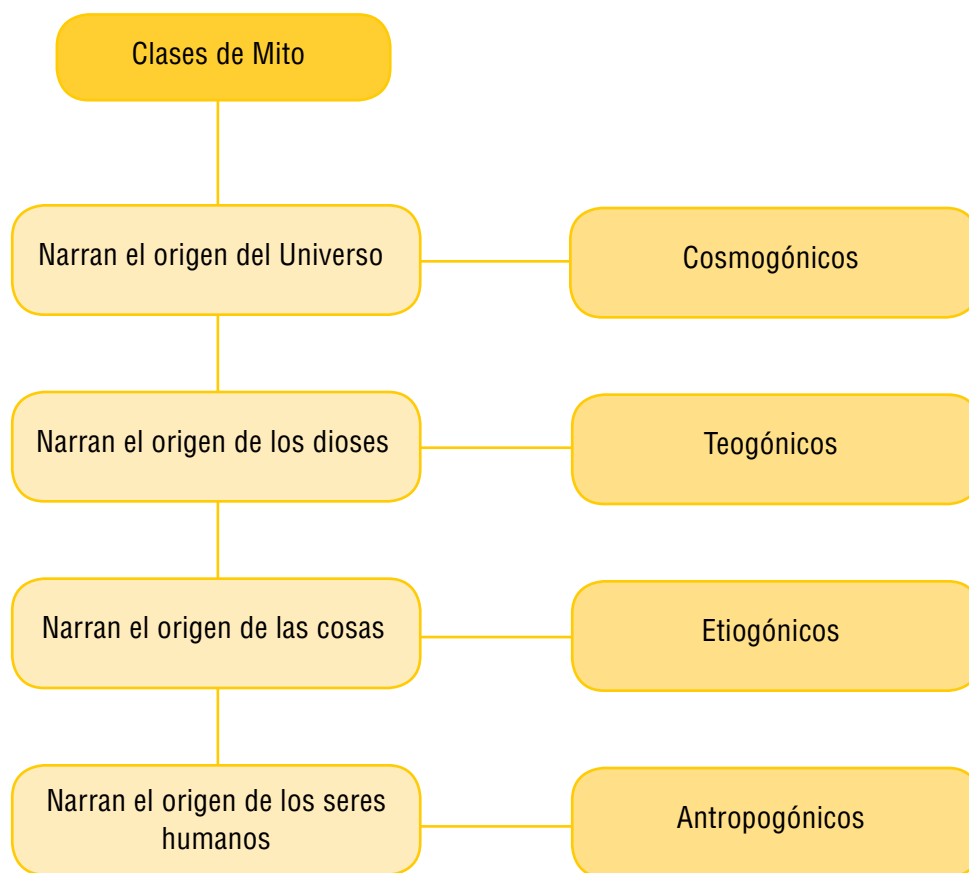 Clases de Mito
Narran el origen del Universo
Cosmogónicos
Narran el origen de los dioses
Teogónicos
Narran el origen de las cosas
Etiogónicos
Narran el origen de los seres
humanos
Antropogónicos